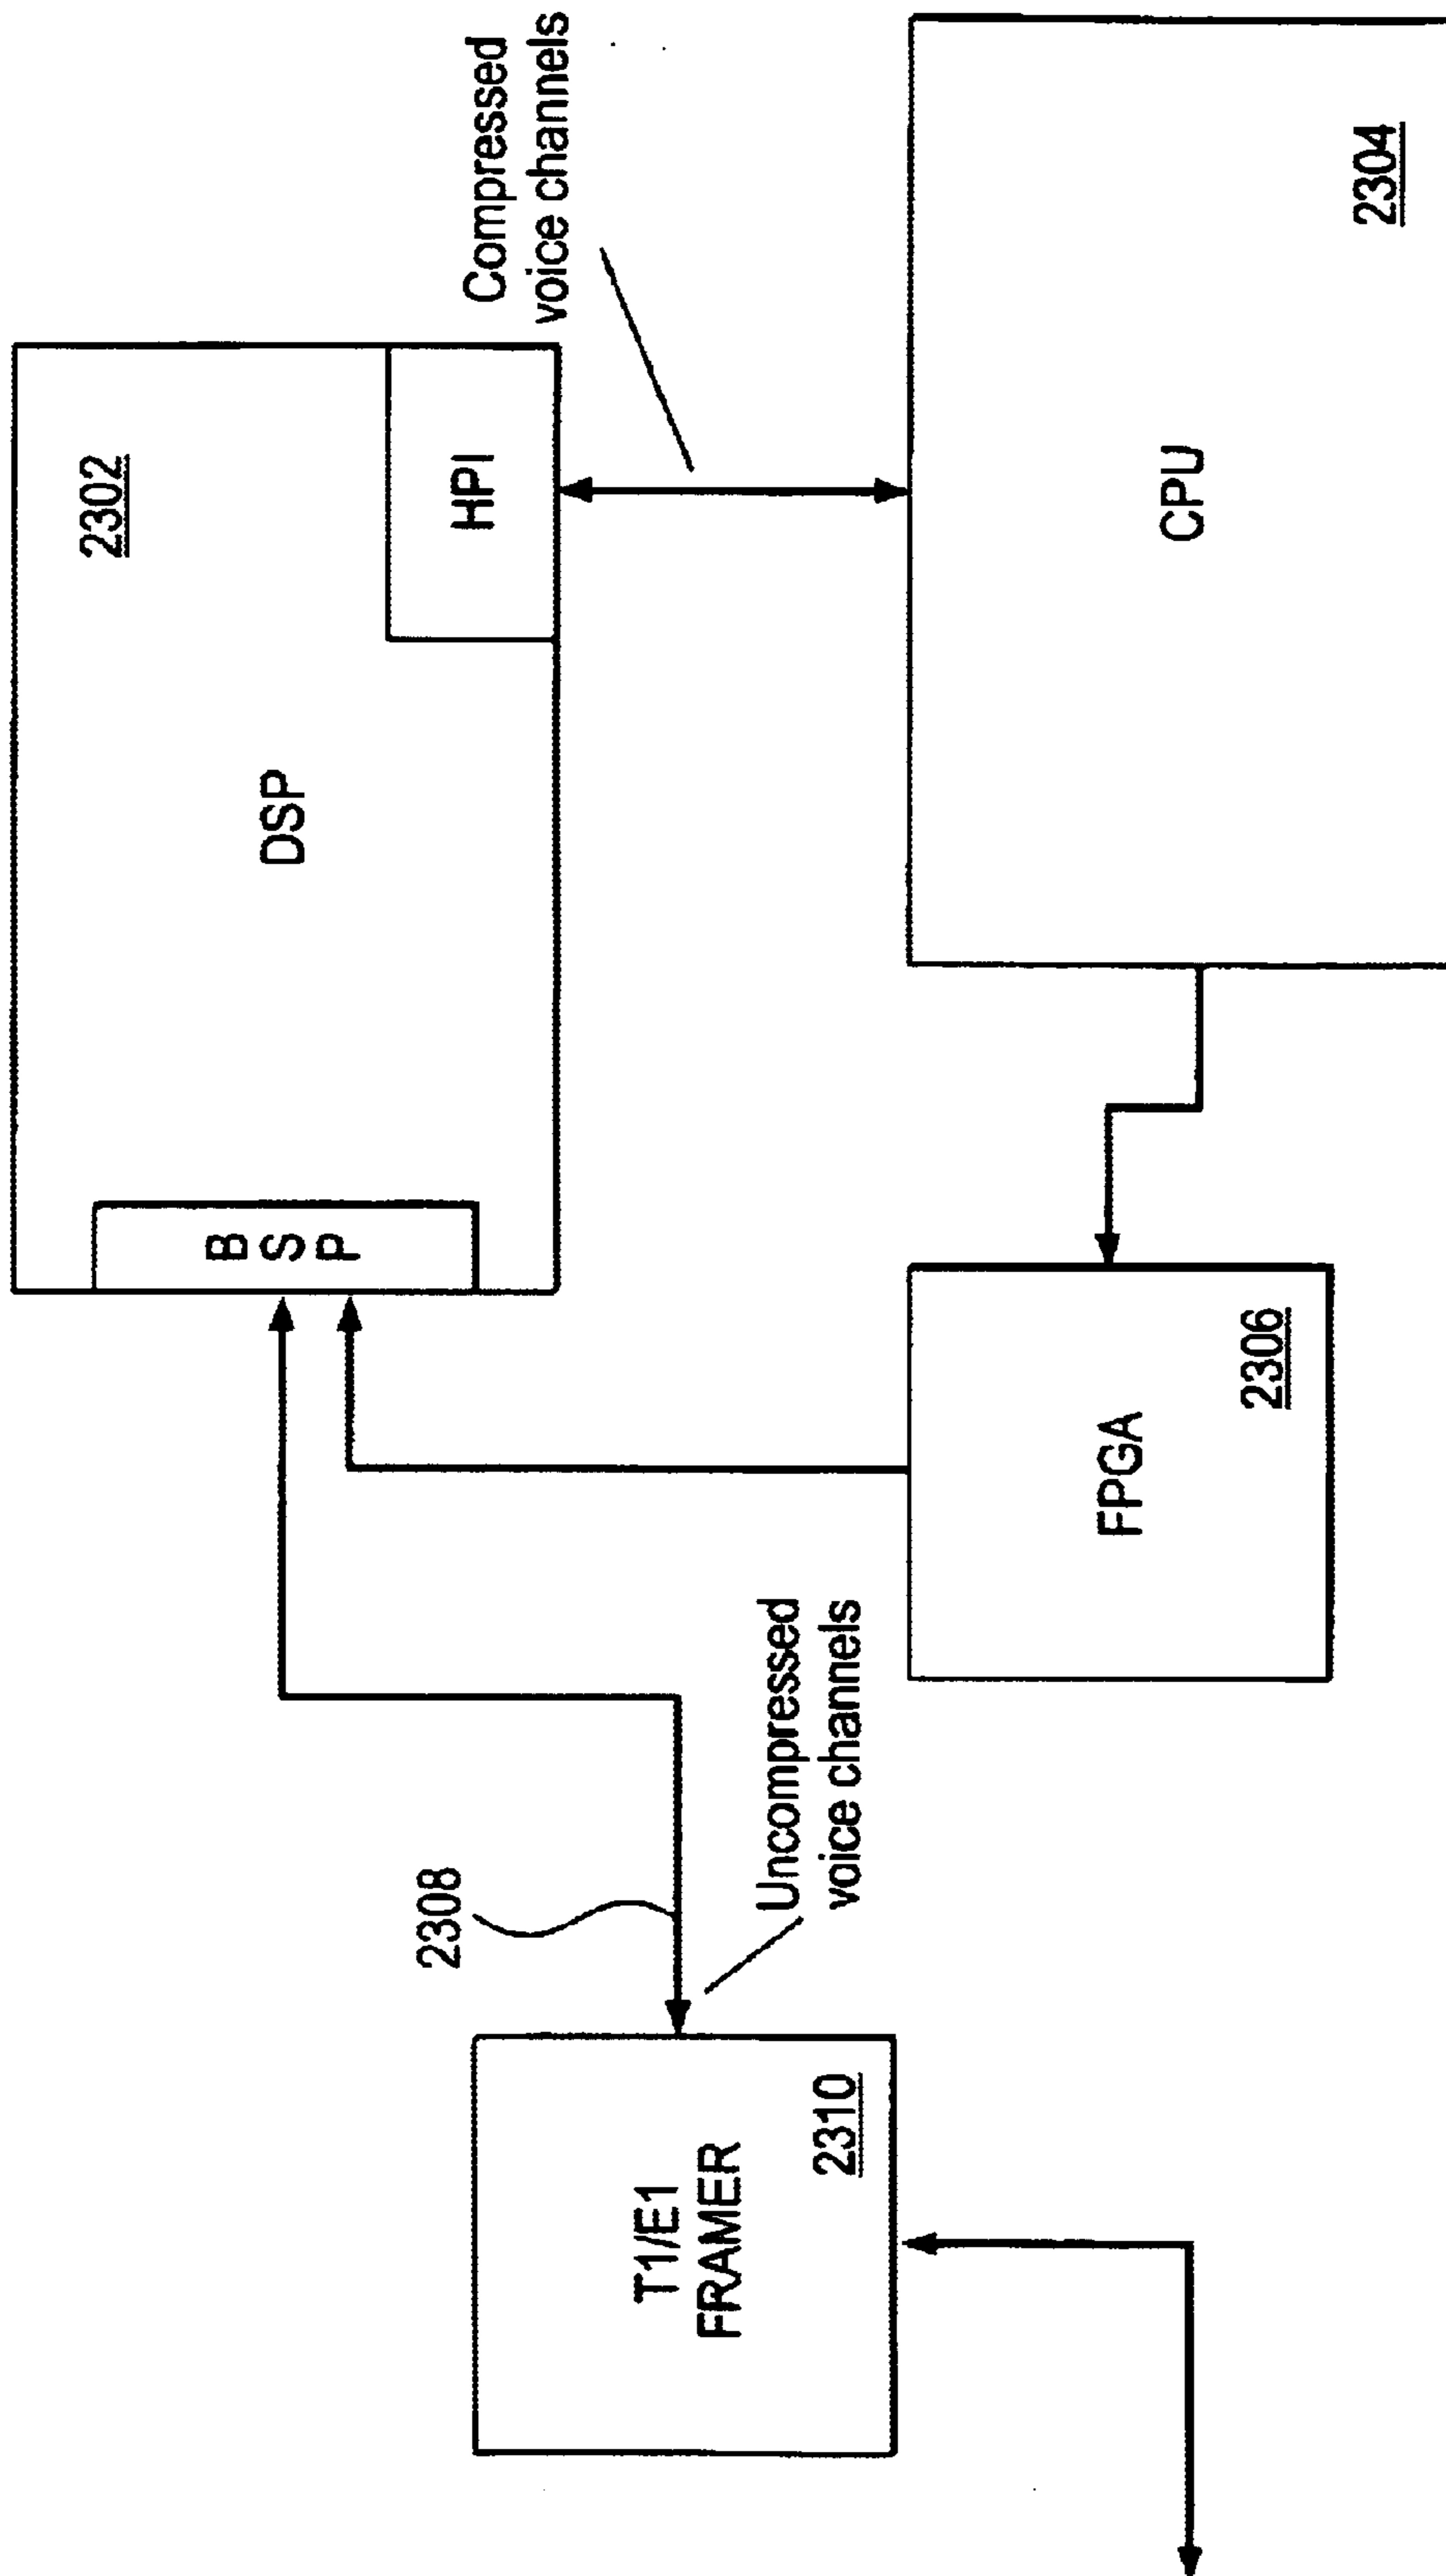 2302
DSP
B
S
P
HPI
Compressed
voice channels
2308
T1/E1
FRAMER
2310
Uncompressed
voice channels
FPGA
2306
CPU
2304